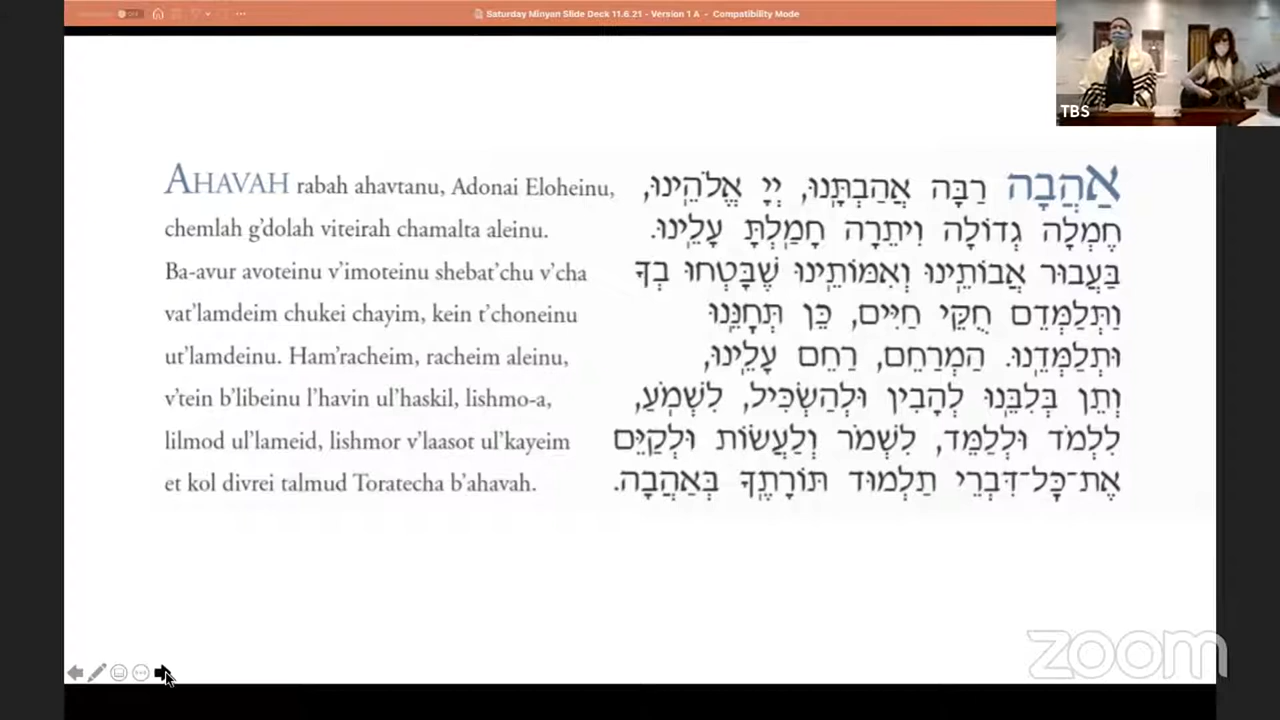 Saturday Minyan Slide Deck 11.6.21 - Version 1 A - Compatibility Mode
TBS
AHAVAH rabah ahavtanu, Adonai Eloheinu,
chemlah g'dolah viteirah chamalta aleinu.
Ba-avur avoteinu v'imoteinu shebat'chu v'cha
vat'lamdeim chukei chayim, kein t'choneinu
ut'lamdeinu. Ham'racheim, racheim aleinu,
v'tein b'libeinu l'havin ul'haskil, lishmo-a,
lilmod ul'lameid, lishmor v'laasot ul'kayeim
et kol divrei talmud Toratecha b'ahavah.
אַהֲבָה רַבָּה אֲהַבְתָּֽנוּ, יְיָ אֱלֹהֵֽינוּ,
חֶמְלָה גְדוֹלָה וִיתֵרָה חָמַֽלְתָּ עָלֵֽינוּ.
בַּעֲבוּר אֲבוֹתֵֽינוּ וְאִמּוֹתֵֽינוּ שֶׁבָּטְחוּ בְךָ
וַתְּלַמְּדֵם חֻקֵּי חַיִּים, כֵּן תְּחָנֵּֽנוּ
וּתְלַמְּדֵֽנוּ. הַמְרַחֵם, רַחֵם עָלֵֽינוּ,
וְתֵן בְּלִבֵּֽנוּ לְהָבִין וּלְהַשְׂכִּיל, לִשְׁמֹֽעַ,
לִלְמֹד וּלְלַמֵּד, לִשְׁמֹר וְלַעֲשׂוֹת וּלְקַיֵּם
אֶת־כָּל־דִּבְרֵי תַלְמוּד תּוֹרָתֶֽךָ בְּאַהֲבָה.
zoom